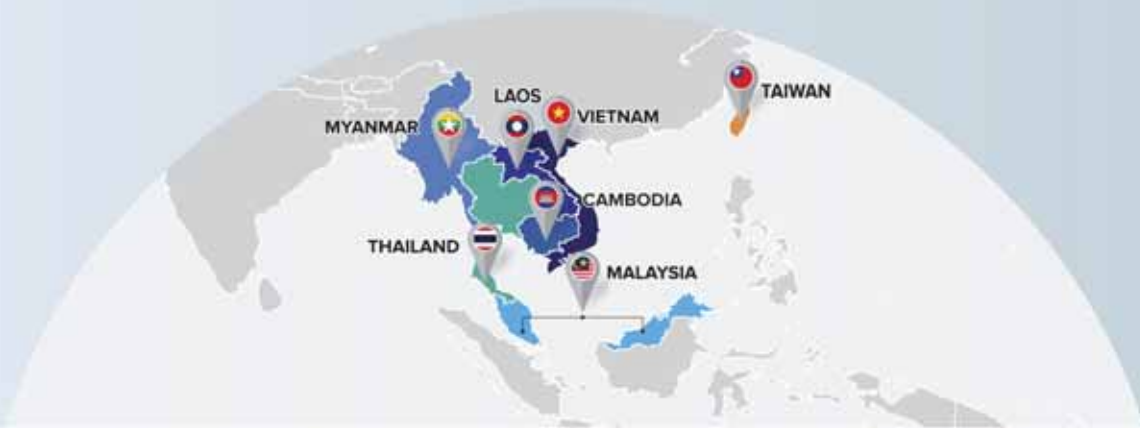 LAOS
TAIWAN
VIETNAM
MYANMAR
CAMBODIA
THAILAND
MALAYSIA